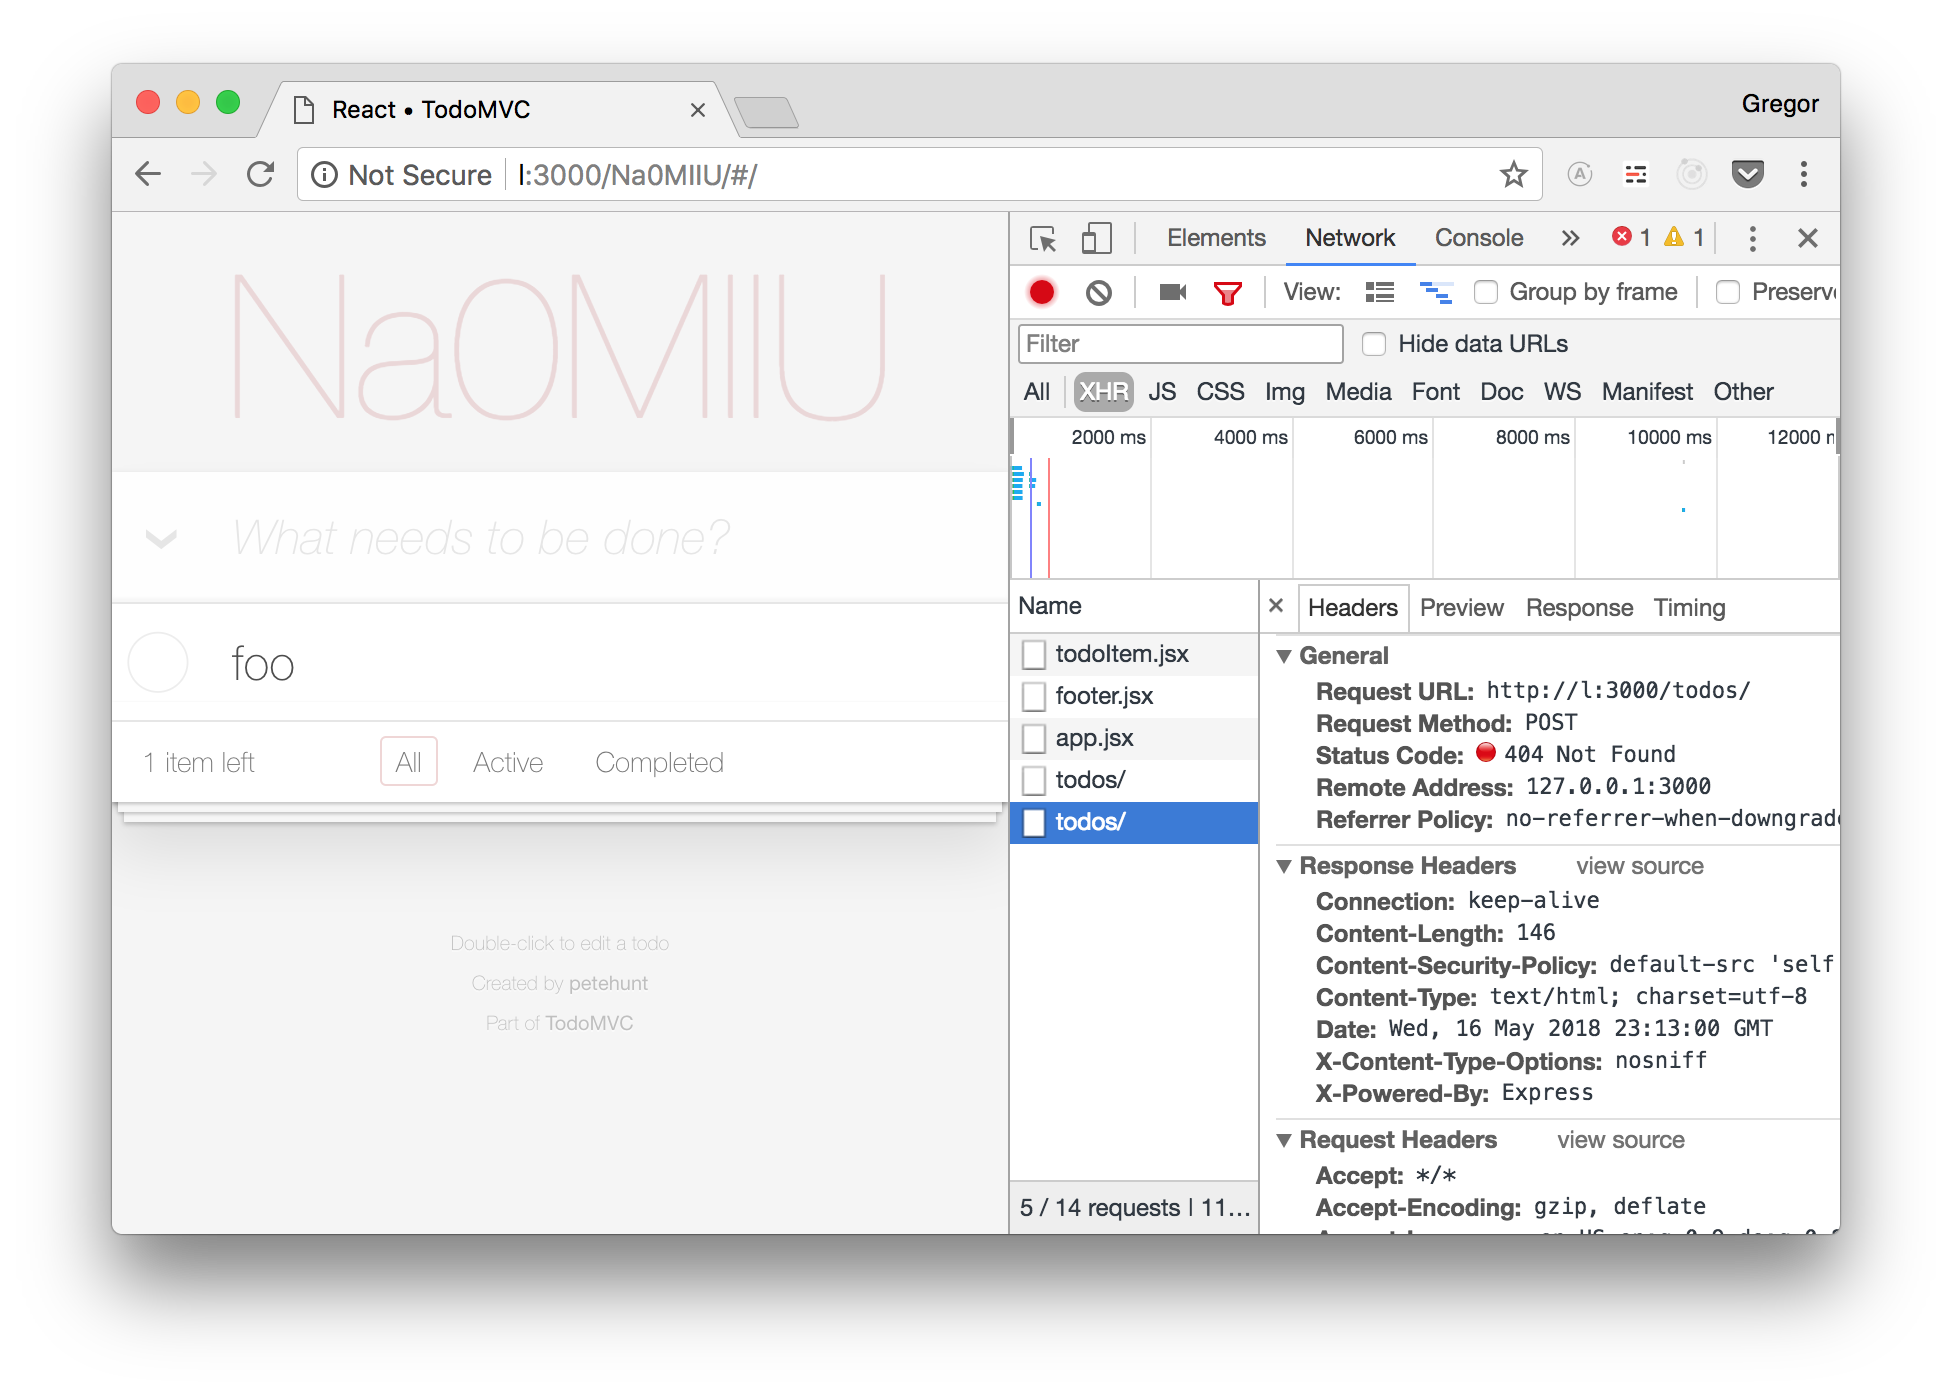 React • TodoMVC
Gregor
Not Secure
l:3000/Na0MIIU/#/
Na0MIIU
What needs to be done?
foo
1 item left All Active Completed
Double-click to edit a todo
Created by petehunt
Part of TodoMVC
Elements Network Console » 1 1
View: Group by frame Preserv
Filter Hide data URLs
All XHR JS CSS Img Media Font Doc WS Manifest Other
2000 ms 4000 ms 6000 ms 8000 ms 10000 ms 12000
Name
todoItem.jsx
footer.jsx
app.jsx
todos/
todos/
5 / 14 requests | 11…
Headers Preview Response Timing
General
Request URL: http://l:3000/todos/
Request Method: POST
Status Code: 404 Not Found
Remote Address: 127.0.0.1:3000
Referrer Policy: no-referrer-when-downgrade
Response Headers view source
Connection: keep-alive
Content-Length: 146
Content-Security-Policy: default-src 'self
Content-Type: text/html; charset=utf-8
Date: Wed, 16 May 2018 23:13:00 GMT
X-Content-Type-Options: nosniff
X-Powered-By: Express
Request Headers view source
Accept: */*
Accept-Encoding: gzip, deflate